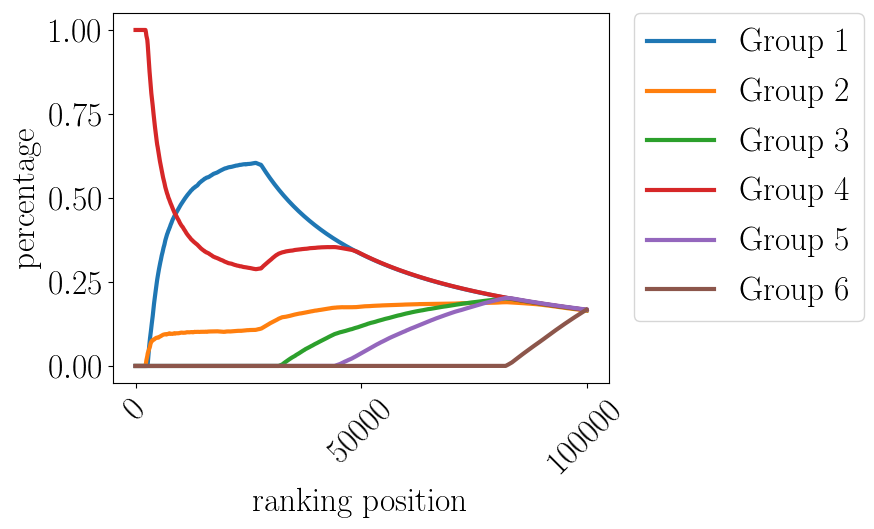 1.00
0.75
0.50
0.25
0.00
percentage
0
50000
100000
ranking position
Group 1
Group 2
Group 3
Group 4
Group 5
Group 6